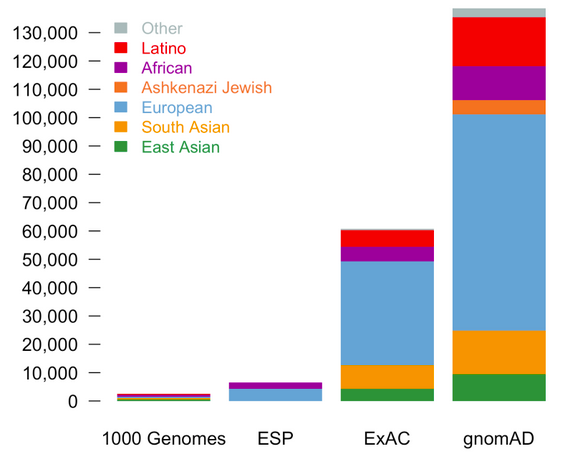 130,000
120,000
110,000
100,000
90,000
80,000
70,000
60,000
50,000
40,000
30,000
20,000
10,000
0
Other
Latino
African
Ashkenazi Jewish
European
South Asian
East Asian
1000 Genomes ESP ExAC gnomAD